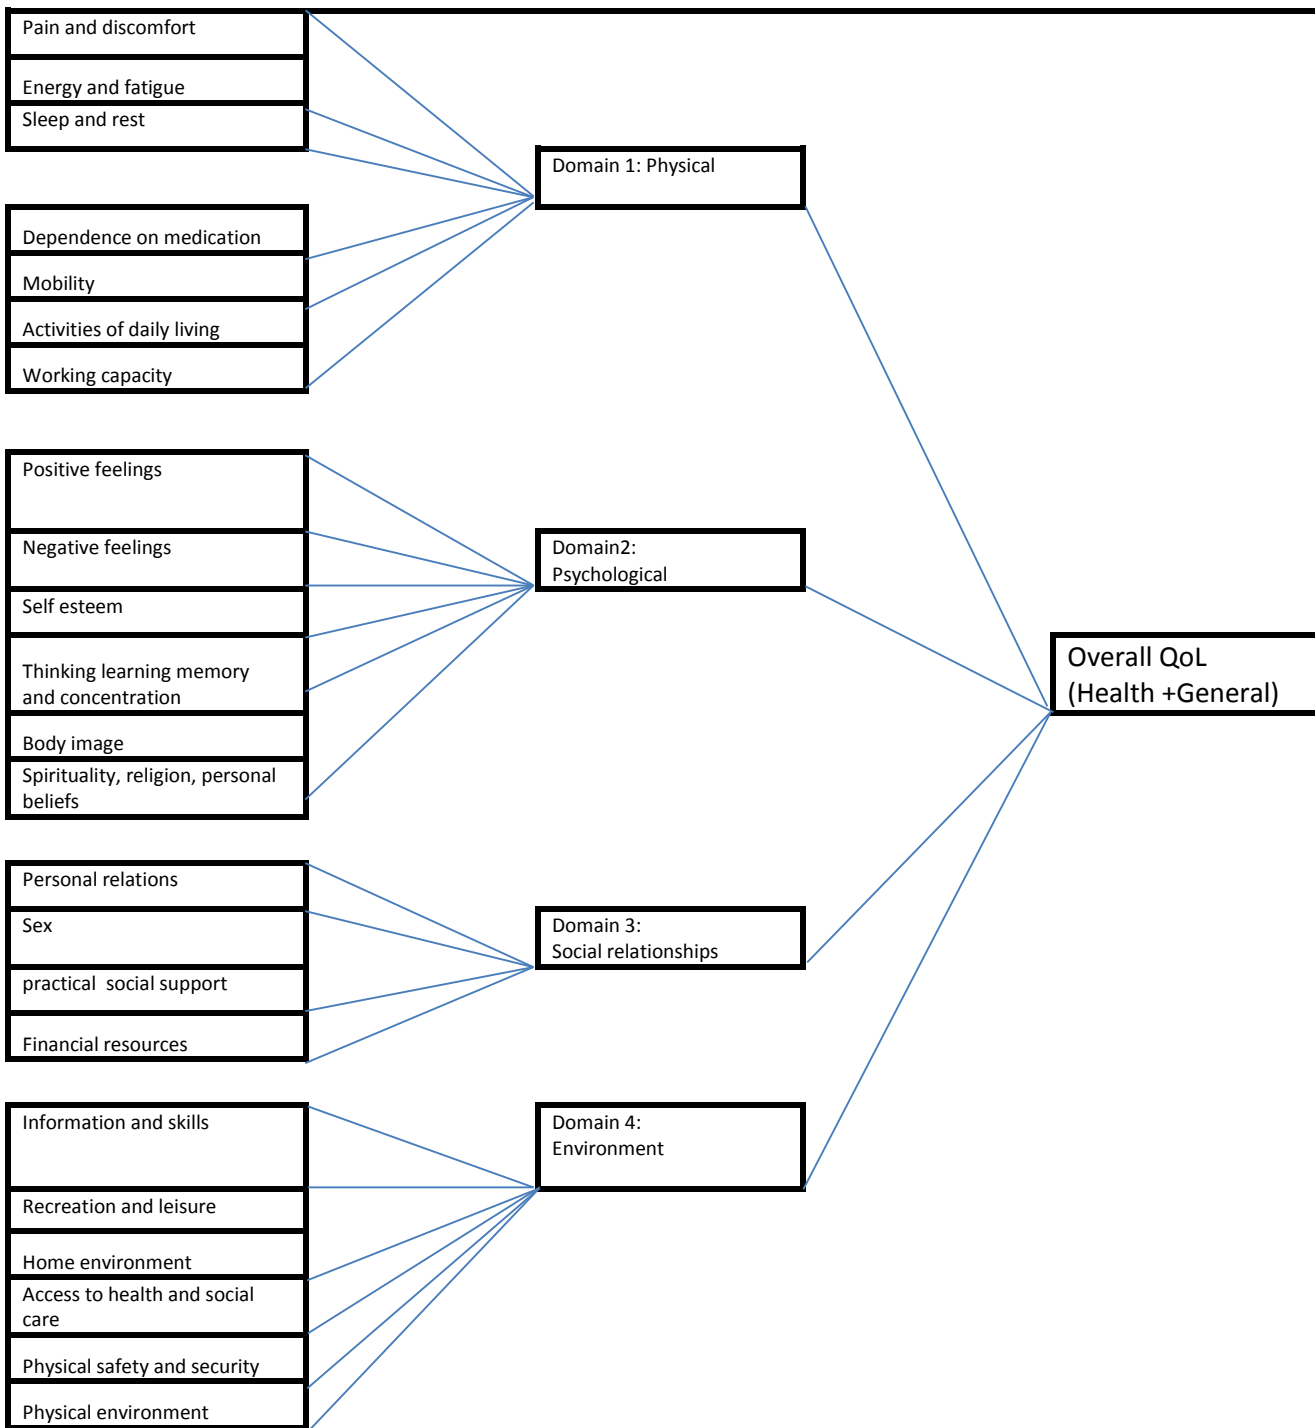 Pain and discomfort
Energy and fatigue
Sleep and rest
Domain 1: Physical
Dependence on medication
Mobility
Activities of daily living
Working capacity
Positive feelings
Negative feelings
Self esteem
Thinking learning memory
and concentration
Body image
Spirituality, religion, personal
beliefs
Domain2:
Psychological
Overall QoL
(Health +General)
Personal relations
Sex
practical  social support
Financial resources
Domain 3:
Social relationships
Information and skills
Recreation and leisure
Home environment
Access to health and social
care
Physical safety and security
Physical environment
Domain 4:
Environment